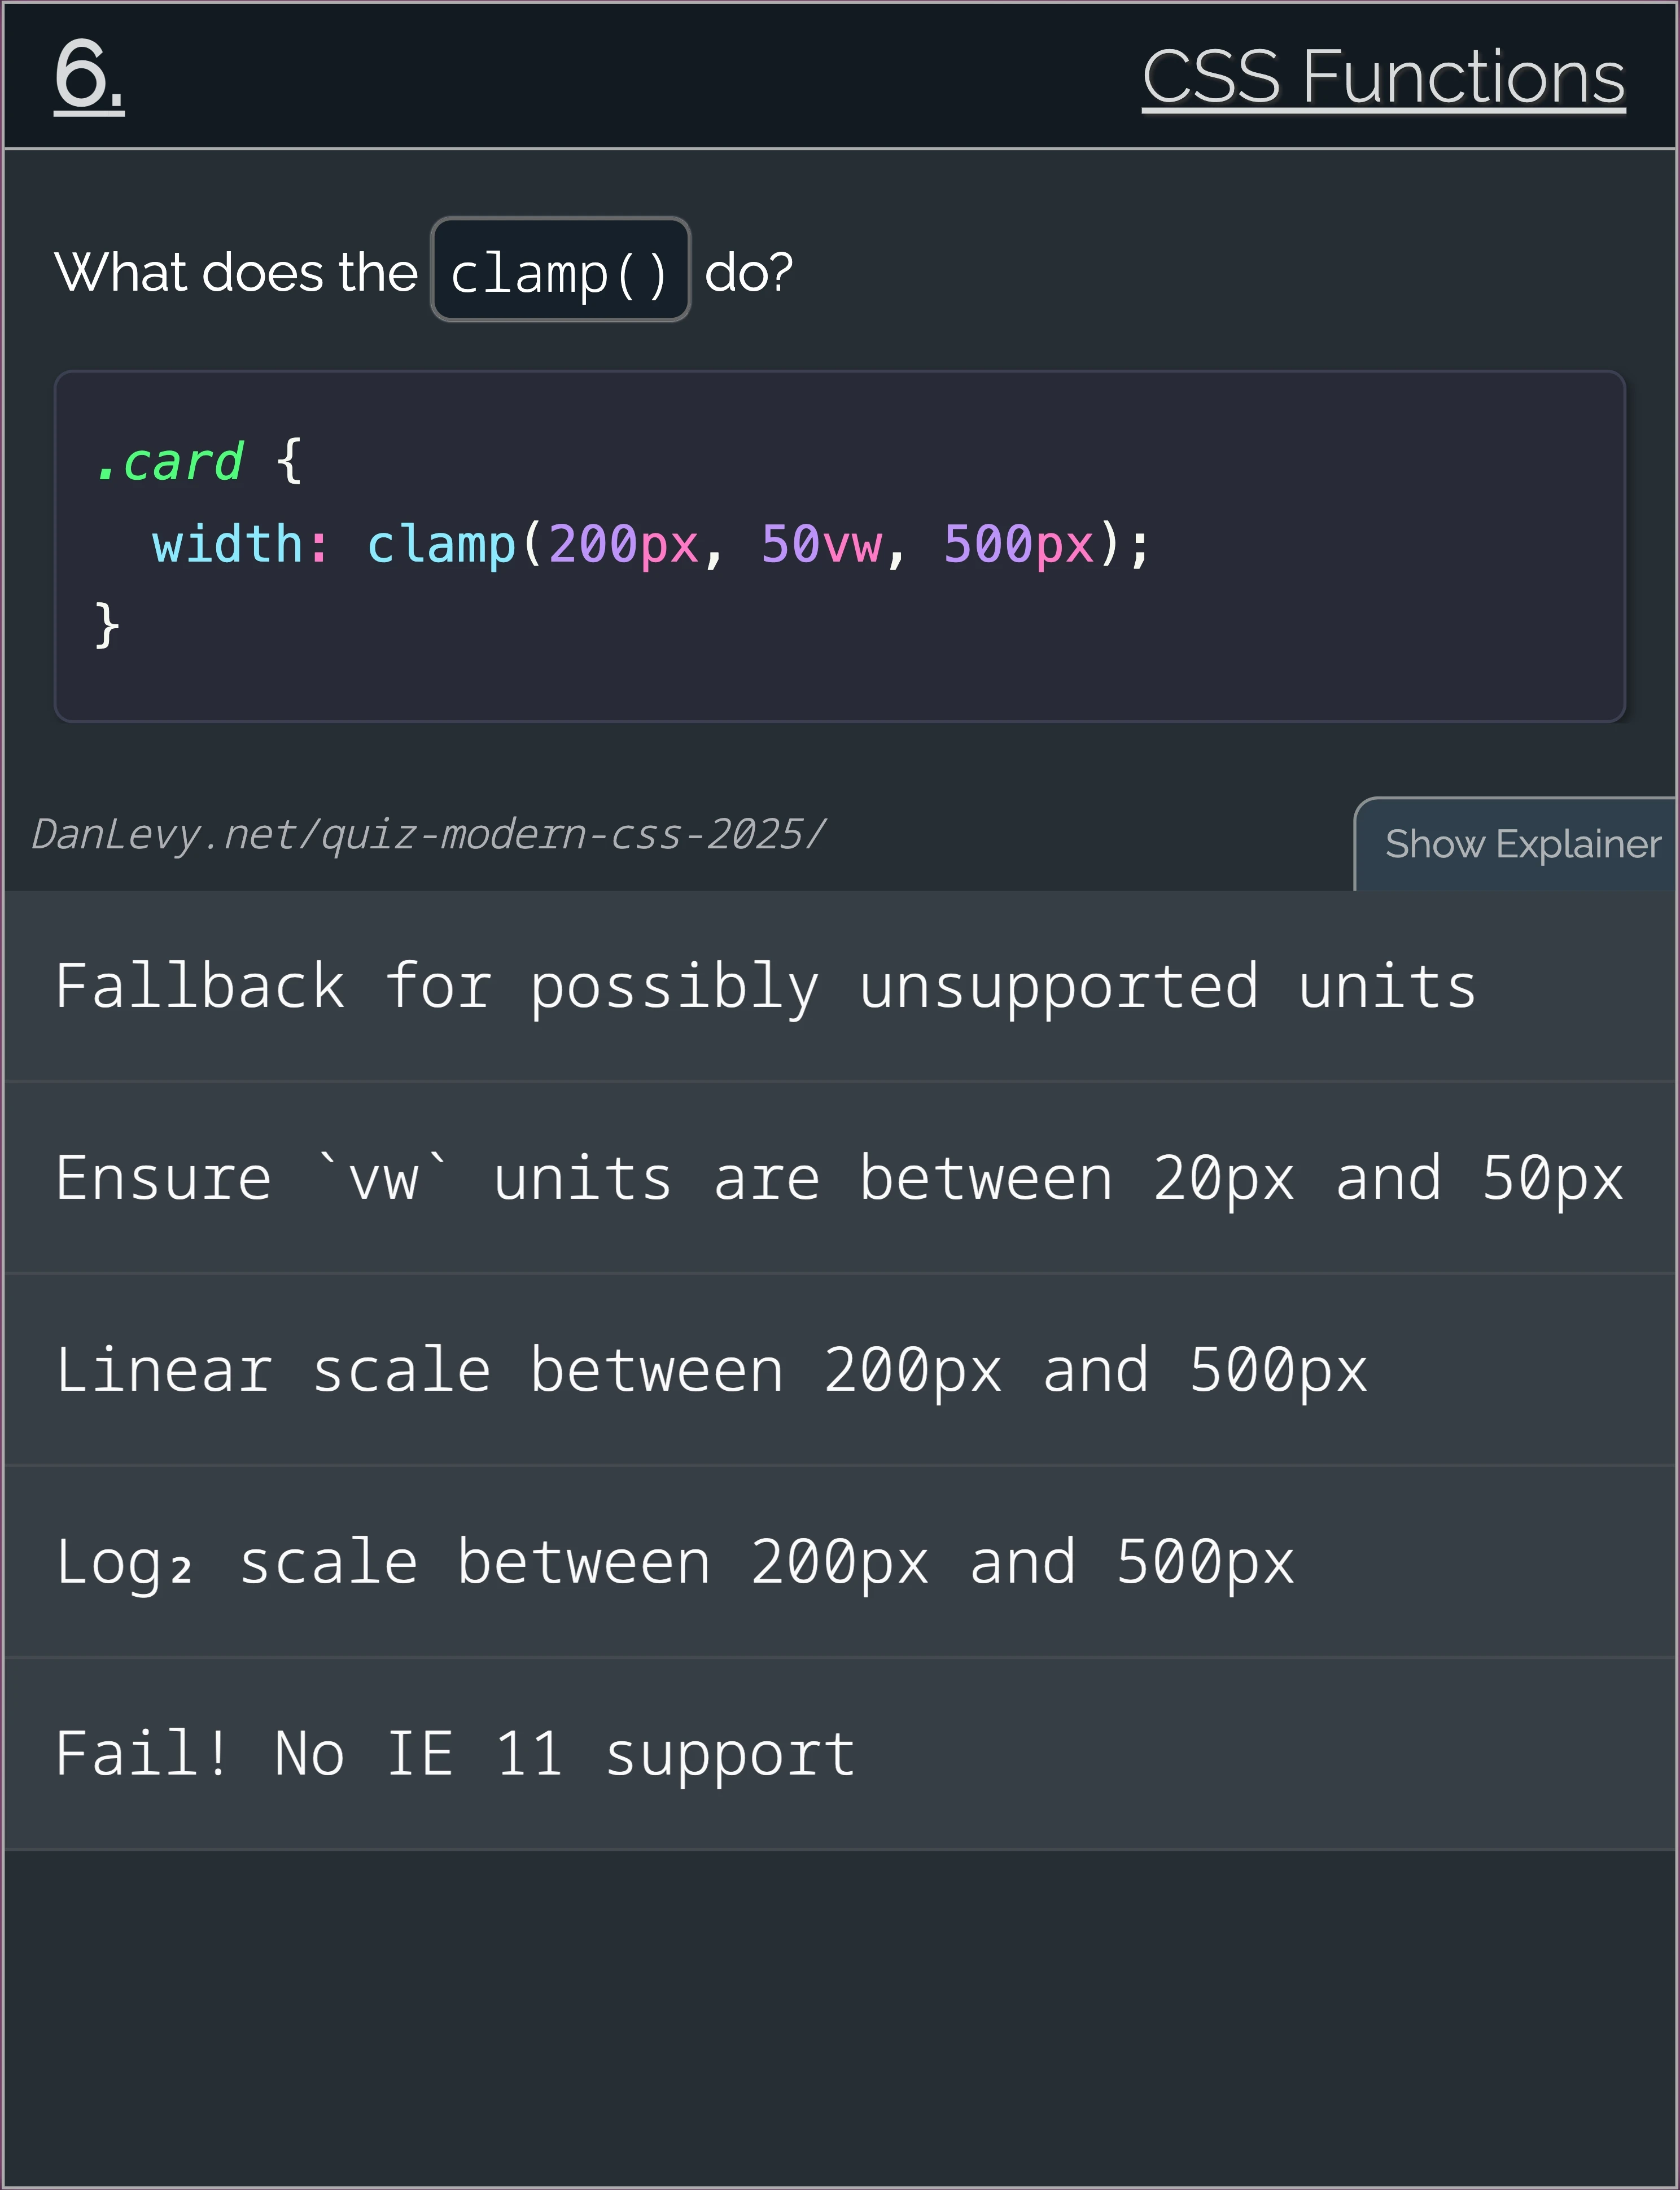 6.
CSS Functions
What does the clamp() do?
.card {
  width: clamp(200px, 50vw, 500px);
}
DanLevy.net/quiz-modern-css-2025/
Show Explainer
Fallback for possibly unsupported units
Ensure `vw` units are between 20px and 50px
Linear scale between 200px and 500px
Log₂ scale between 200px and 500px
Fail! No IE 11 support